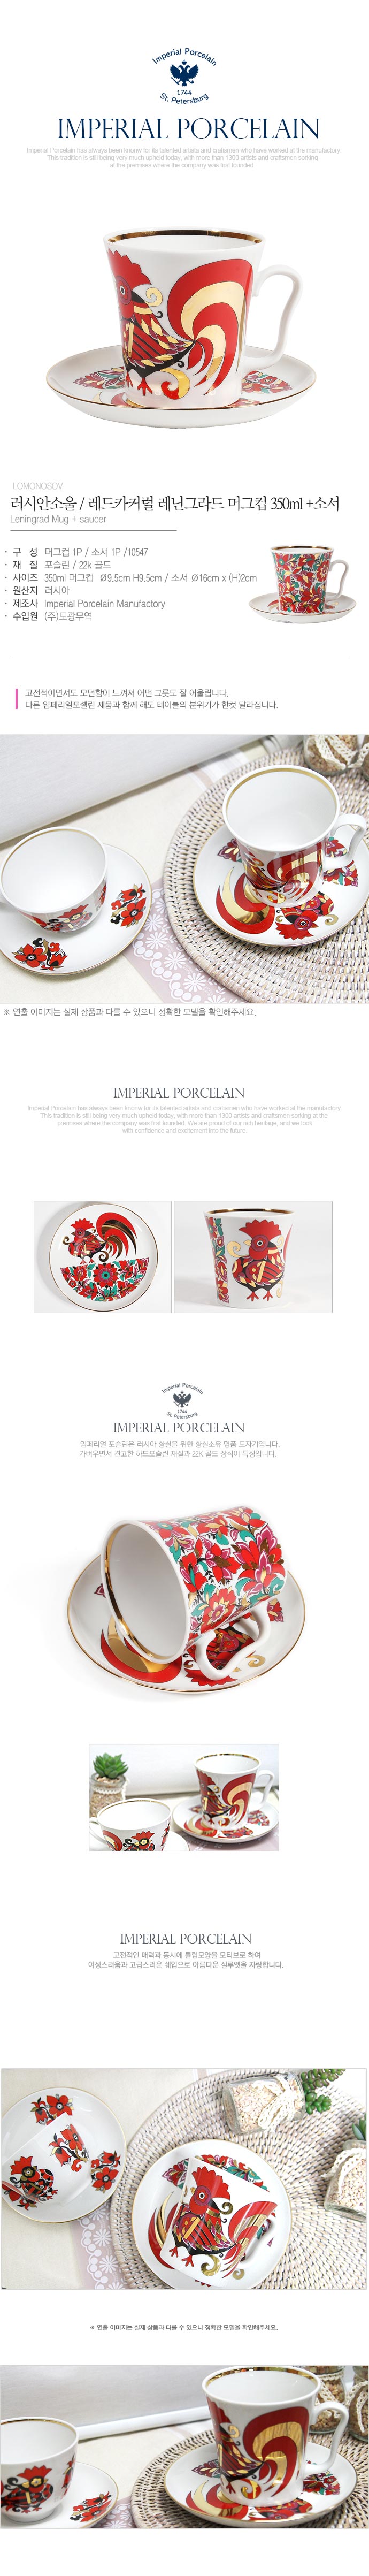 Imperial Porcelain
1744
St. Petersburg
IMPERIAL PORCELAIN
Imperial Porcelain has always been knonw for its talented artists and craftsmen who have worked at the manufactory.
This tradition is still being very much upheld today, with more than 1300 artists and craftsmen sorking
at the premises where the company was first founded.
LOMONOSOV
러시안소울 / 레드카커럴 레닌그라드 머그컵 350ml +소서
Leningrad Mug + saucer
· 구 성 머그컵 1P / 소서 1P /10547
· 재 질 포슬린 / 22k 골드
· 사이즈 350ml 머그컵 Ø9,5cm H9,5cm / 소서 Ø16cm x (H)2cm
· 원산지 러시아
· 제조사 Imperial Porcelain Manufactory
· 수입원 (주)도광무역
고전적이면서도 모던함이 느껴져 어떤 그릇도 잘 어울립니다.
다른 임페리얼포셀린 제품과 함께 해도 테이블의 분위기가 한컷 달라집니다.
※ 연출 이미지는 실제 상품과 다를 수 있으니 정확한 모델을 확인해주세요.
IMPERIAL PORCELAIN
Imperial Porcelain has always been knonw for its talented artists and craftsmen who have worked at the manufactory.
This tradition is still being very much upheld today, with more than 1300 artists and craftsmen sorking at the
premises where the company was first founded. We are proud of our rich heritage, and we look
with confidence and excitement into the future.
Imperial Porcelain
1744
St. Petersburg
IMPERIAL PORCELAIN
임페리얼 포슬린은 러시아 황실을 위한 황실소유 명품 도자기입니다.
가벼우면서 견고한 하드포슬린 재질과 22K 골드 장식이 특징입니다.
IMPERIAL PORCELAIN
고전적인 매력과 동시에 튤립모양을 모티브로 하여
여성스러움과 고급스러운 쉐입으로 아름다운 실루엣을 자랑합니다.
※ 연출 이미지는 실제 상품과 다를 수 있으니 정확한 모델을 확인해주세요.